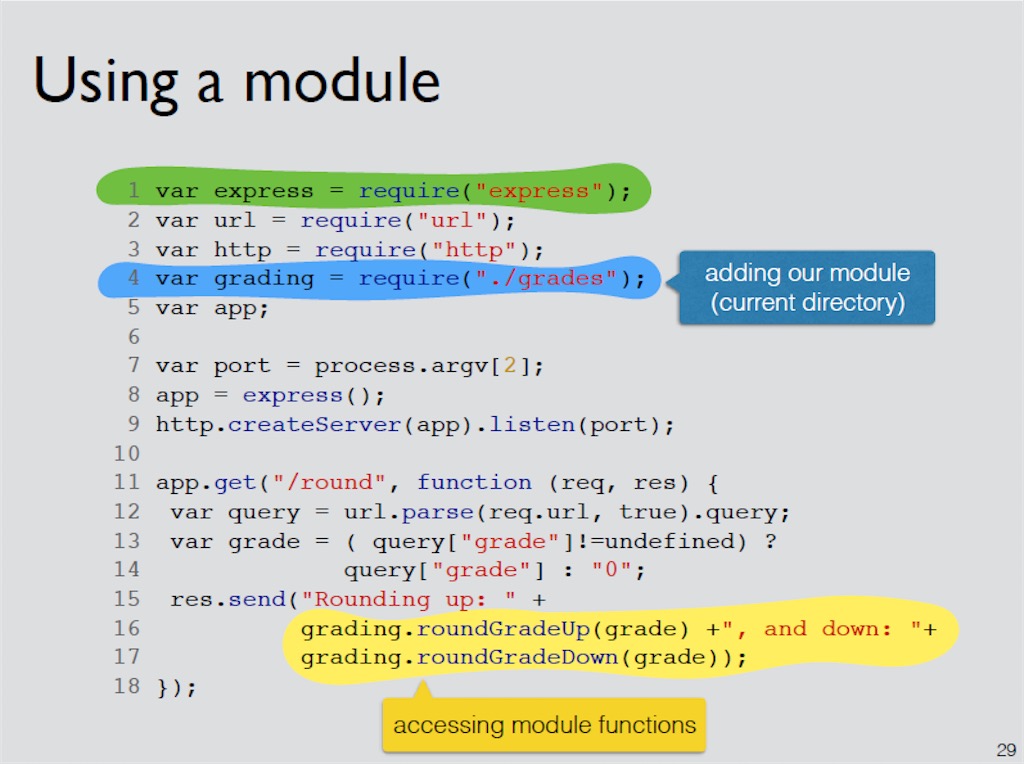 Using a module
1 var express = require("express");
2 var url = require("url");
3 var http = require("http");
4 var grading = require("./grades");
adding our module
(current directory)
5 var app;
6
7 var port = process.argv[2];
8 app = express();
9 http.createServer(app).listen(port);
10
11 app.get("/round", function (req, res) {
12 var query = url.parse(req.url, true).query;
13 var grade = ( query["grade"]!=undefined) ?
14 query["grade"] : "0";
15 res.send("Rounding up: " +
16 grading.roundGradeUp(grade) +", and down: "+
17 grading.roundGradeDown(grade));
18 });
accessing module functions
29